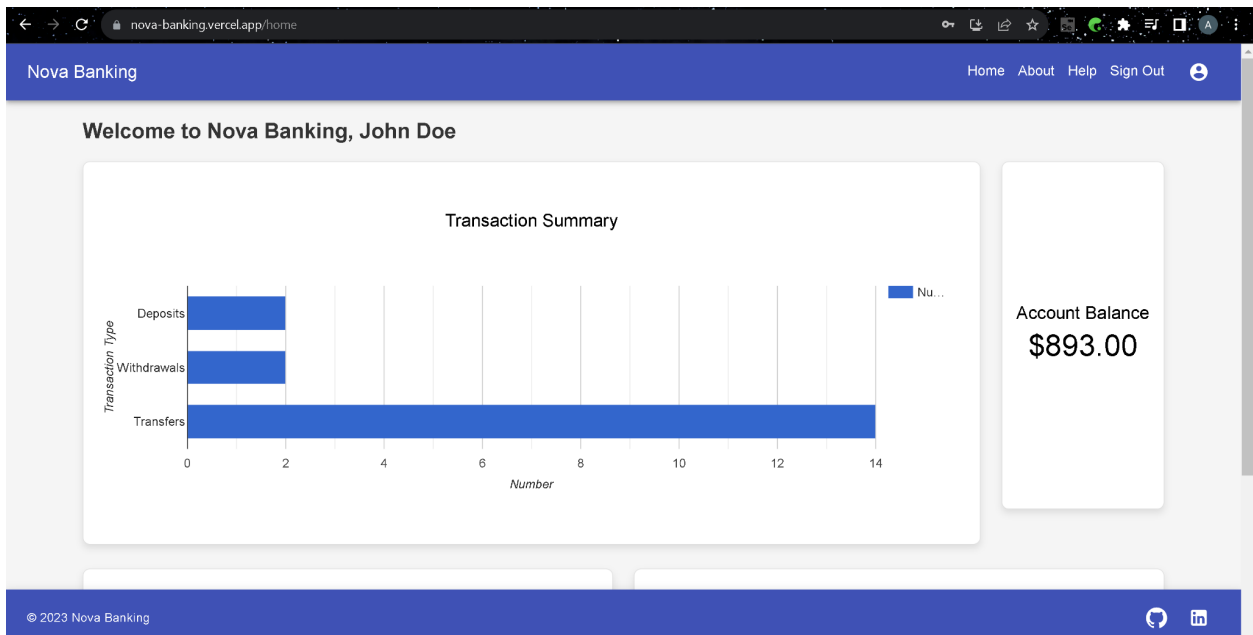 nova-banking.vercel.app/home
A
Nova Banking
Home About Help Sign Out
Welcome to Nova Banking, John Doe
Transaction Summary
Transaction Type
Deposits
Withdrawals
Transfers
0 2 4 6 8 10 12 14
Number
Nu...
Account Balance
$893.00
© 2023 Nova Banking
in